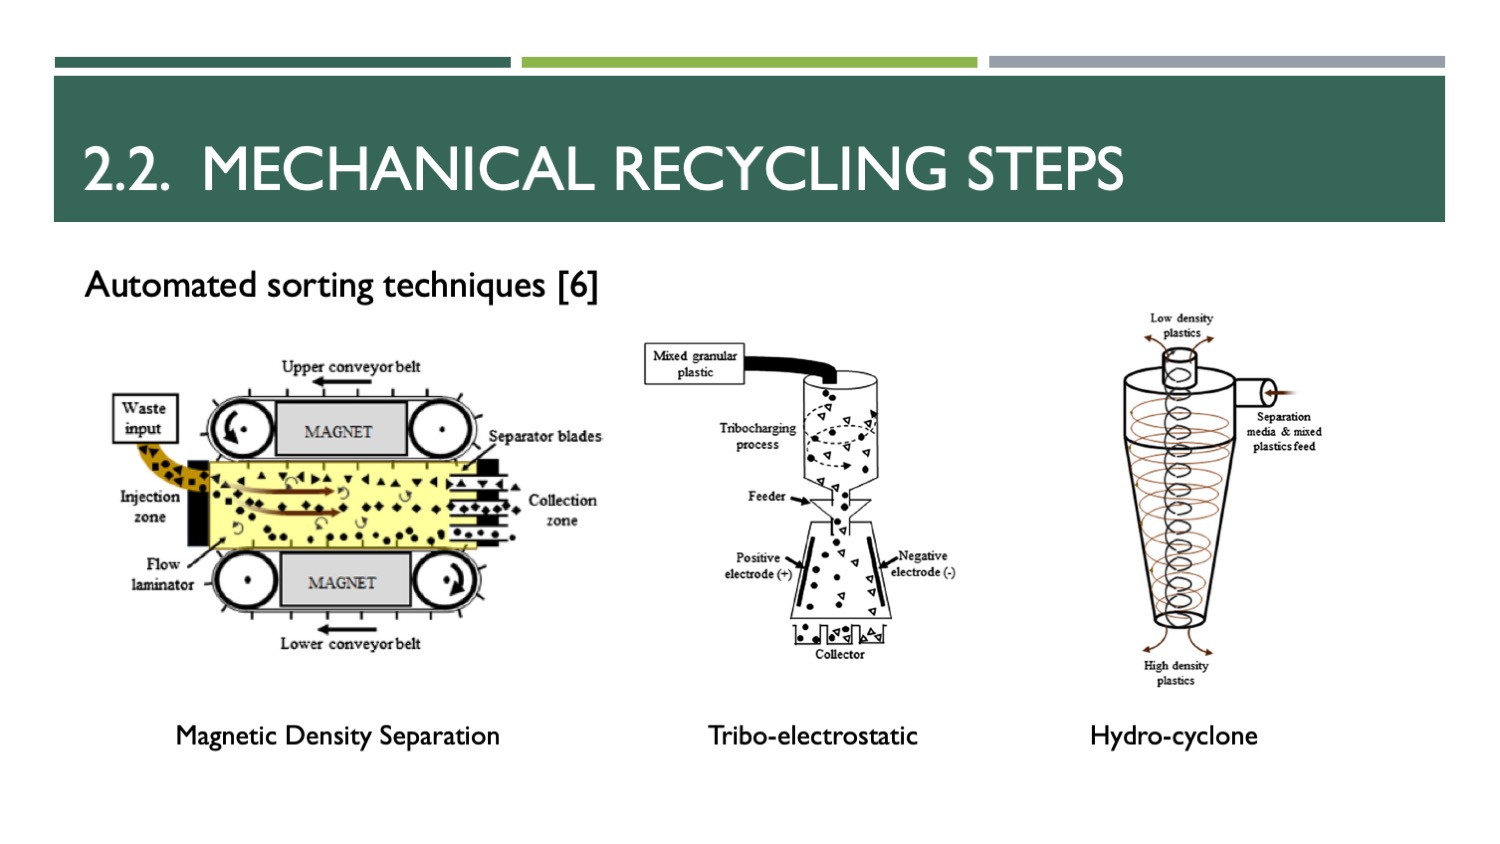 2.2. MECHANICAL RECYCLING STEPS
Automated sorting techniques [6]
Upper conveyor belt
Waste
input
MAGNET
Separator blades
Injection
zone
Collection
zone
Flow
laminator
MAGNET
Lower conveyor belt
Magnetic Density Separation
Mixed granular
plastic
Tribocharging
process
Feeder
Positive
electrode (+)
Negative
electrode (-)
Collector
Tribo-electrostatic
Low density
plastics
Separation
media & mixed
plastics feed
High density
plastics
Hydro-cyclone